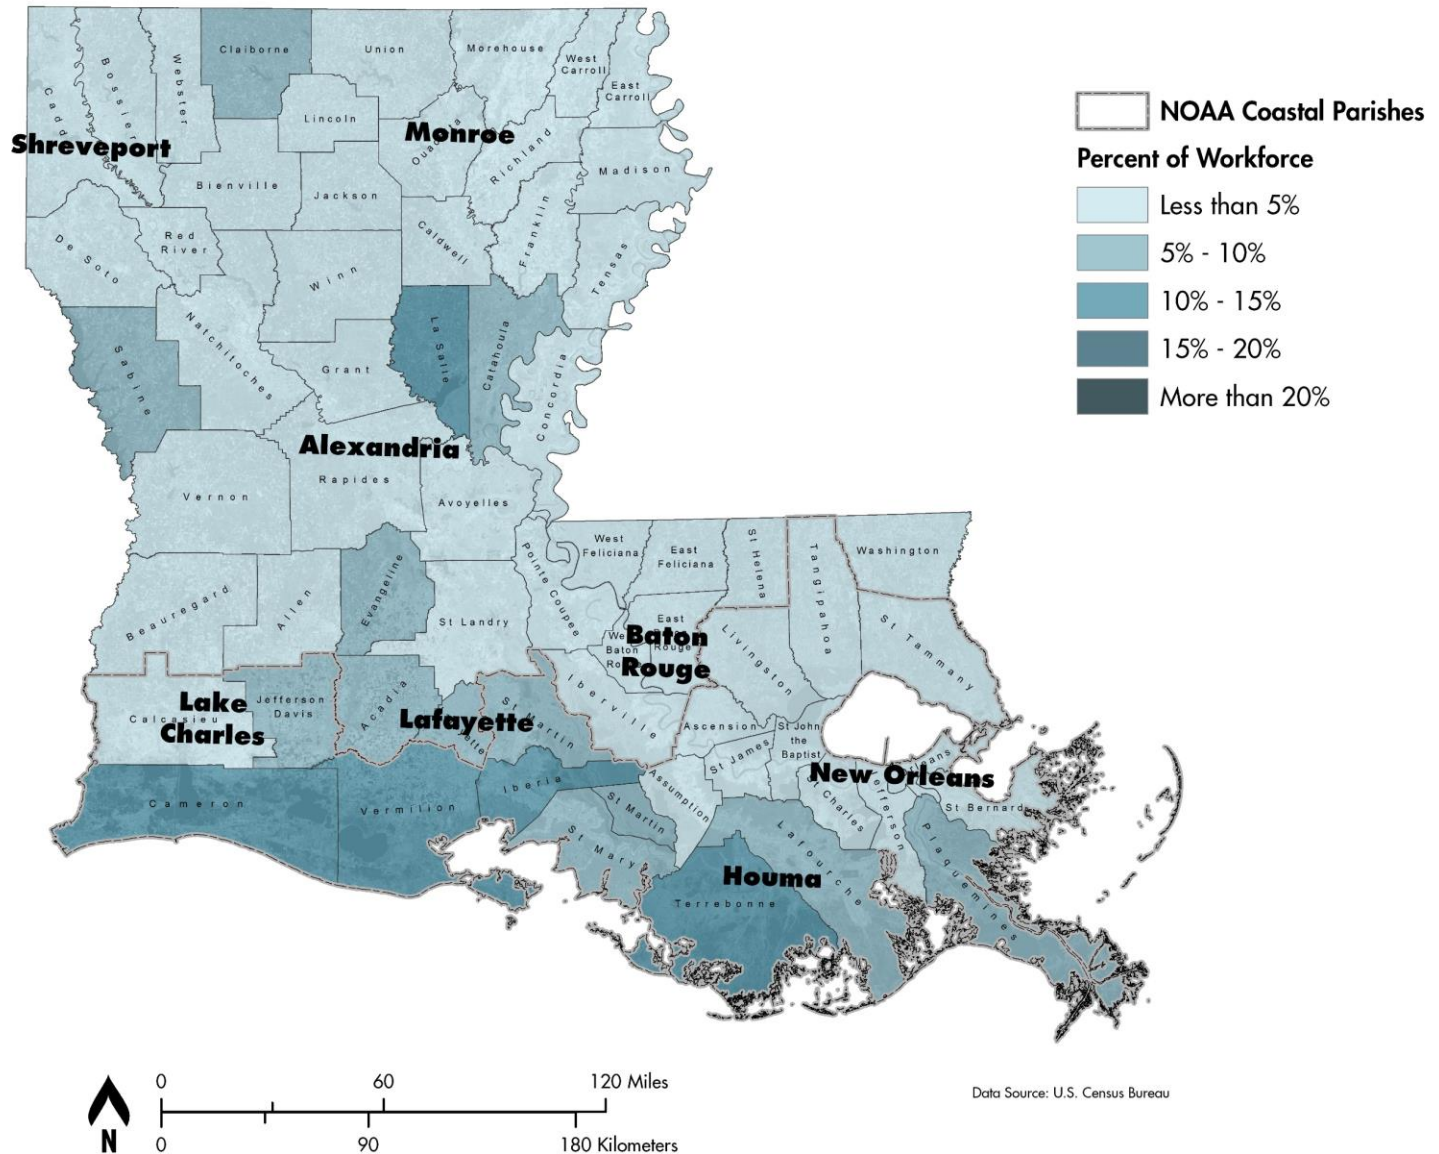 Claiborne
Union
Morehouse
West
Carroll
East
Carroll
Webster
Bossier
Lincoln
Shreveport
Monroe
Richland
Madison
Bienville
Jackson
Franklin
Caldwell
Tensas
Red
River
De Soto
Winn
Natchitoches
La Salle
Catahoula
Sabine
Grant
Concordia
Alexandria
Rapides
Vernon
Avoyelles
West
Feliciana
East
Feliciana
St Helena
Tangipahoa
Washington
Pointe Coupee
Evangeline
Beauregard
Allen
St Landry
East
Baton
Rouge
Baton
Rouge
Livingston
St Tammany
Iberville
Lake
Charles
Calcasieu
Jefferson
Davis
Acadia
Lafayette
St Martin
Ascension
St John
the
Baptist
St James
New Orleans
St Bernard
Cameron
Vermilion
Iberia
Assumption
St Charles
Jefferson
St Martin
St Mary
Lafourche
Plaquemines
Houma
Terrebonne
NOAA Coastal Parishes
Percent of Workforce
Less than 5%
5% - 10%
10% - 15%
15% - 20%
More than 20%
N
0 60 120 Miles
0 90 180 Kilometers
Data Source: U.S. Census Bureau